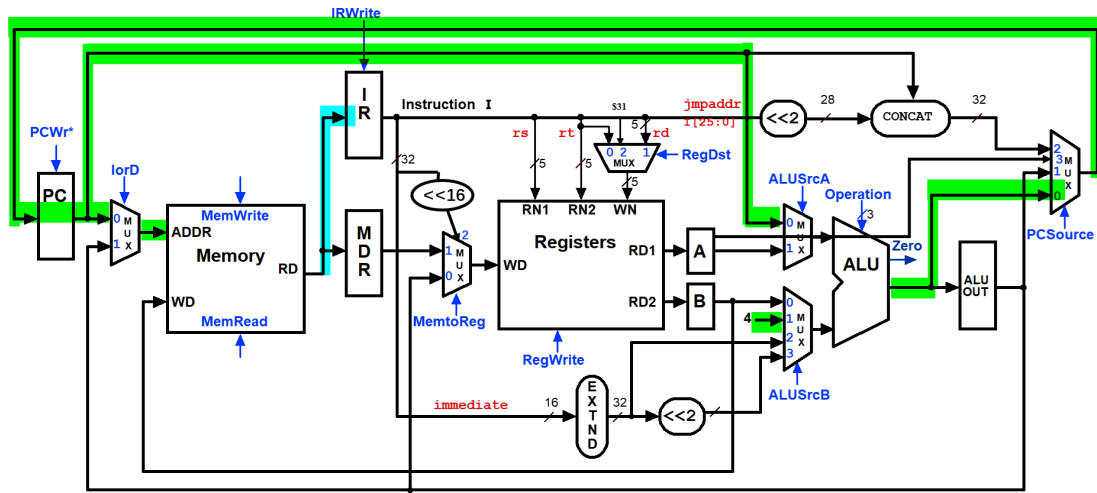 IRWrite
PCWr*
PC
IorD
0
M
U
X
1
MemWrite
ADDR
Memory
RD
WD
MemRead
I
R
M
D
R
Instruction I
32
<<16
2
1
M
U
X
0
MemtoReg
rs
rt
$31
5
rd
jmpaddr
I[25:0]
5
5
0 2 1
MUX
RegDst
5
RN1 RN2 WN
Registers
WD
RD1
RD2
RegWrite
A
B
<<2
28
CONCAT
32
2
3
M
1
U
X
0
PCSource
ALUSrcA
0
M
U
1
X
Operation
3
Zero
ALU
ALU
OUT
4
0
1
M
U
2
X
3
ALUSrcB
immediate
16
E
X
T
N
D
32
<<2